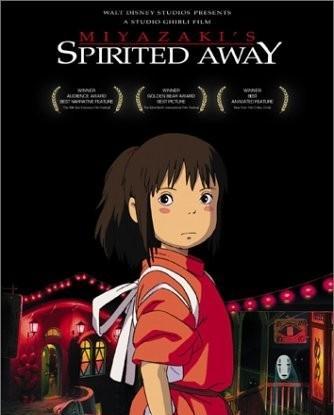 WALT DISNEY STUDIOS PRESENTS
A STUDIO GHIBLI FILM
MIYAZAKI'S
SPIRITED AWAY
WINNER
AUDIENCE AWARD
BEST NARRATIVE FEATURE
WINNER
GOLDEN BEAR AWARD
BEST PICTURE
WINNER
BEST
ANIMATED FEATURE